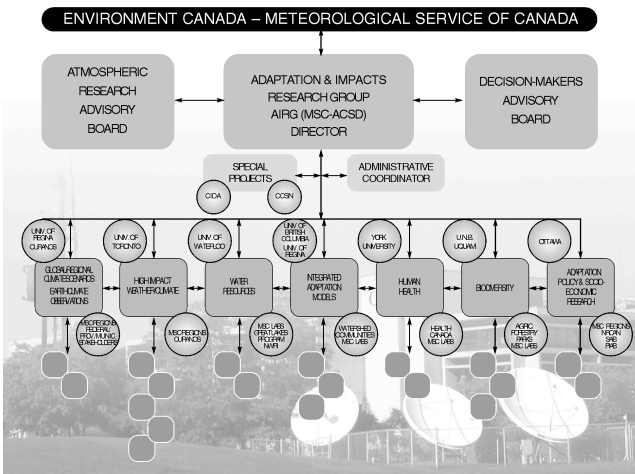 ENVIRONMENT CANADA – METEOROLOGICAL SERVICE OF CANADA
ATMOSPHERIC
RESEARCH
ADVISORY
BOARD
ADAPTATION & IMPACTS
RESEARCH GROUP
AIRG (MSC-ACSD)
DIRECTOR
DECISION-MAKERS
ADVISORY
BOARD
SPECIAL
PROJECTS
ADMINISTRATIVE
COORDINATOR
CIDA
CCSN
UNIV. OF
REGINA
OURANOS
UNIV. OF
TORONTO
UNIV. OF
WATERLOO
UNIV. OF
BRITISH
COLUMBIA
UNIV. OF
REGINA
YORK
UNIVERSITY
U.N.B.
UQUAM
OTTAWA
GLOBAL/REGIONAL
CLIMATE SCENARIOS
EARTH CLIMATE
OBSERVATIONS
HIGH IMPACT
WEATHER/CLIMATE
WATER
RESOURCES
INTEGRATED
ADAPTATION
MODELS
HUMAN
HEALTH
BIODIVERSITY
ADAPTATION
POLICY & SOCIO-
ECONOMIC
RESEARCH
MSC REGIONS
FEDERAL
PROV./MUNIC.
STAKEHOLDERS
MSC REGIONS
OURANOS
MSC LABS
GREAT LAKES
PROGRAM
NWRI
WATERSHED
COMMUNITIES
MSC LABS
HEALTH
CANADA
MSC LABS
AGRIC
FORESTRY
PARKS
MSC LABS
MSC REGIONS
NRCAN
SAB
PWB